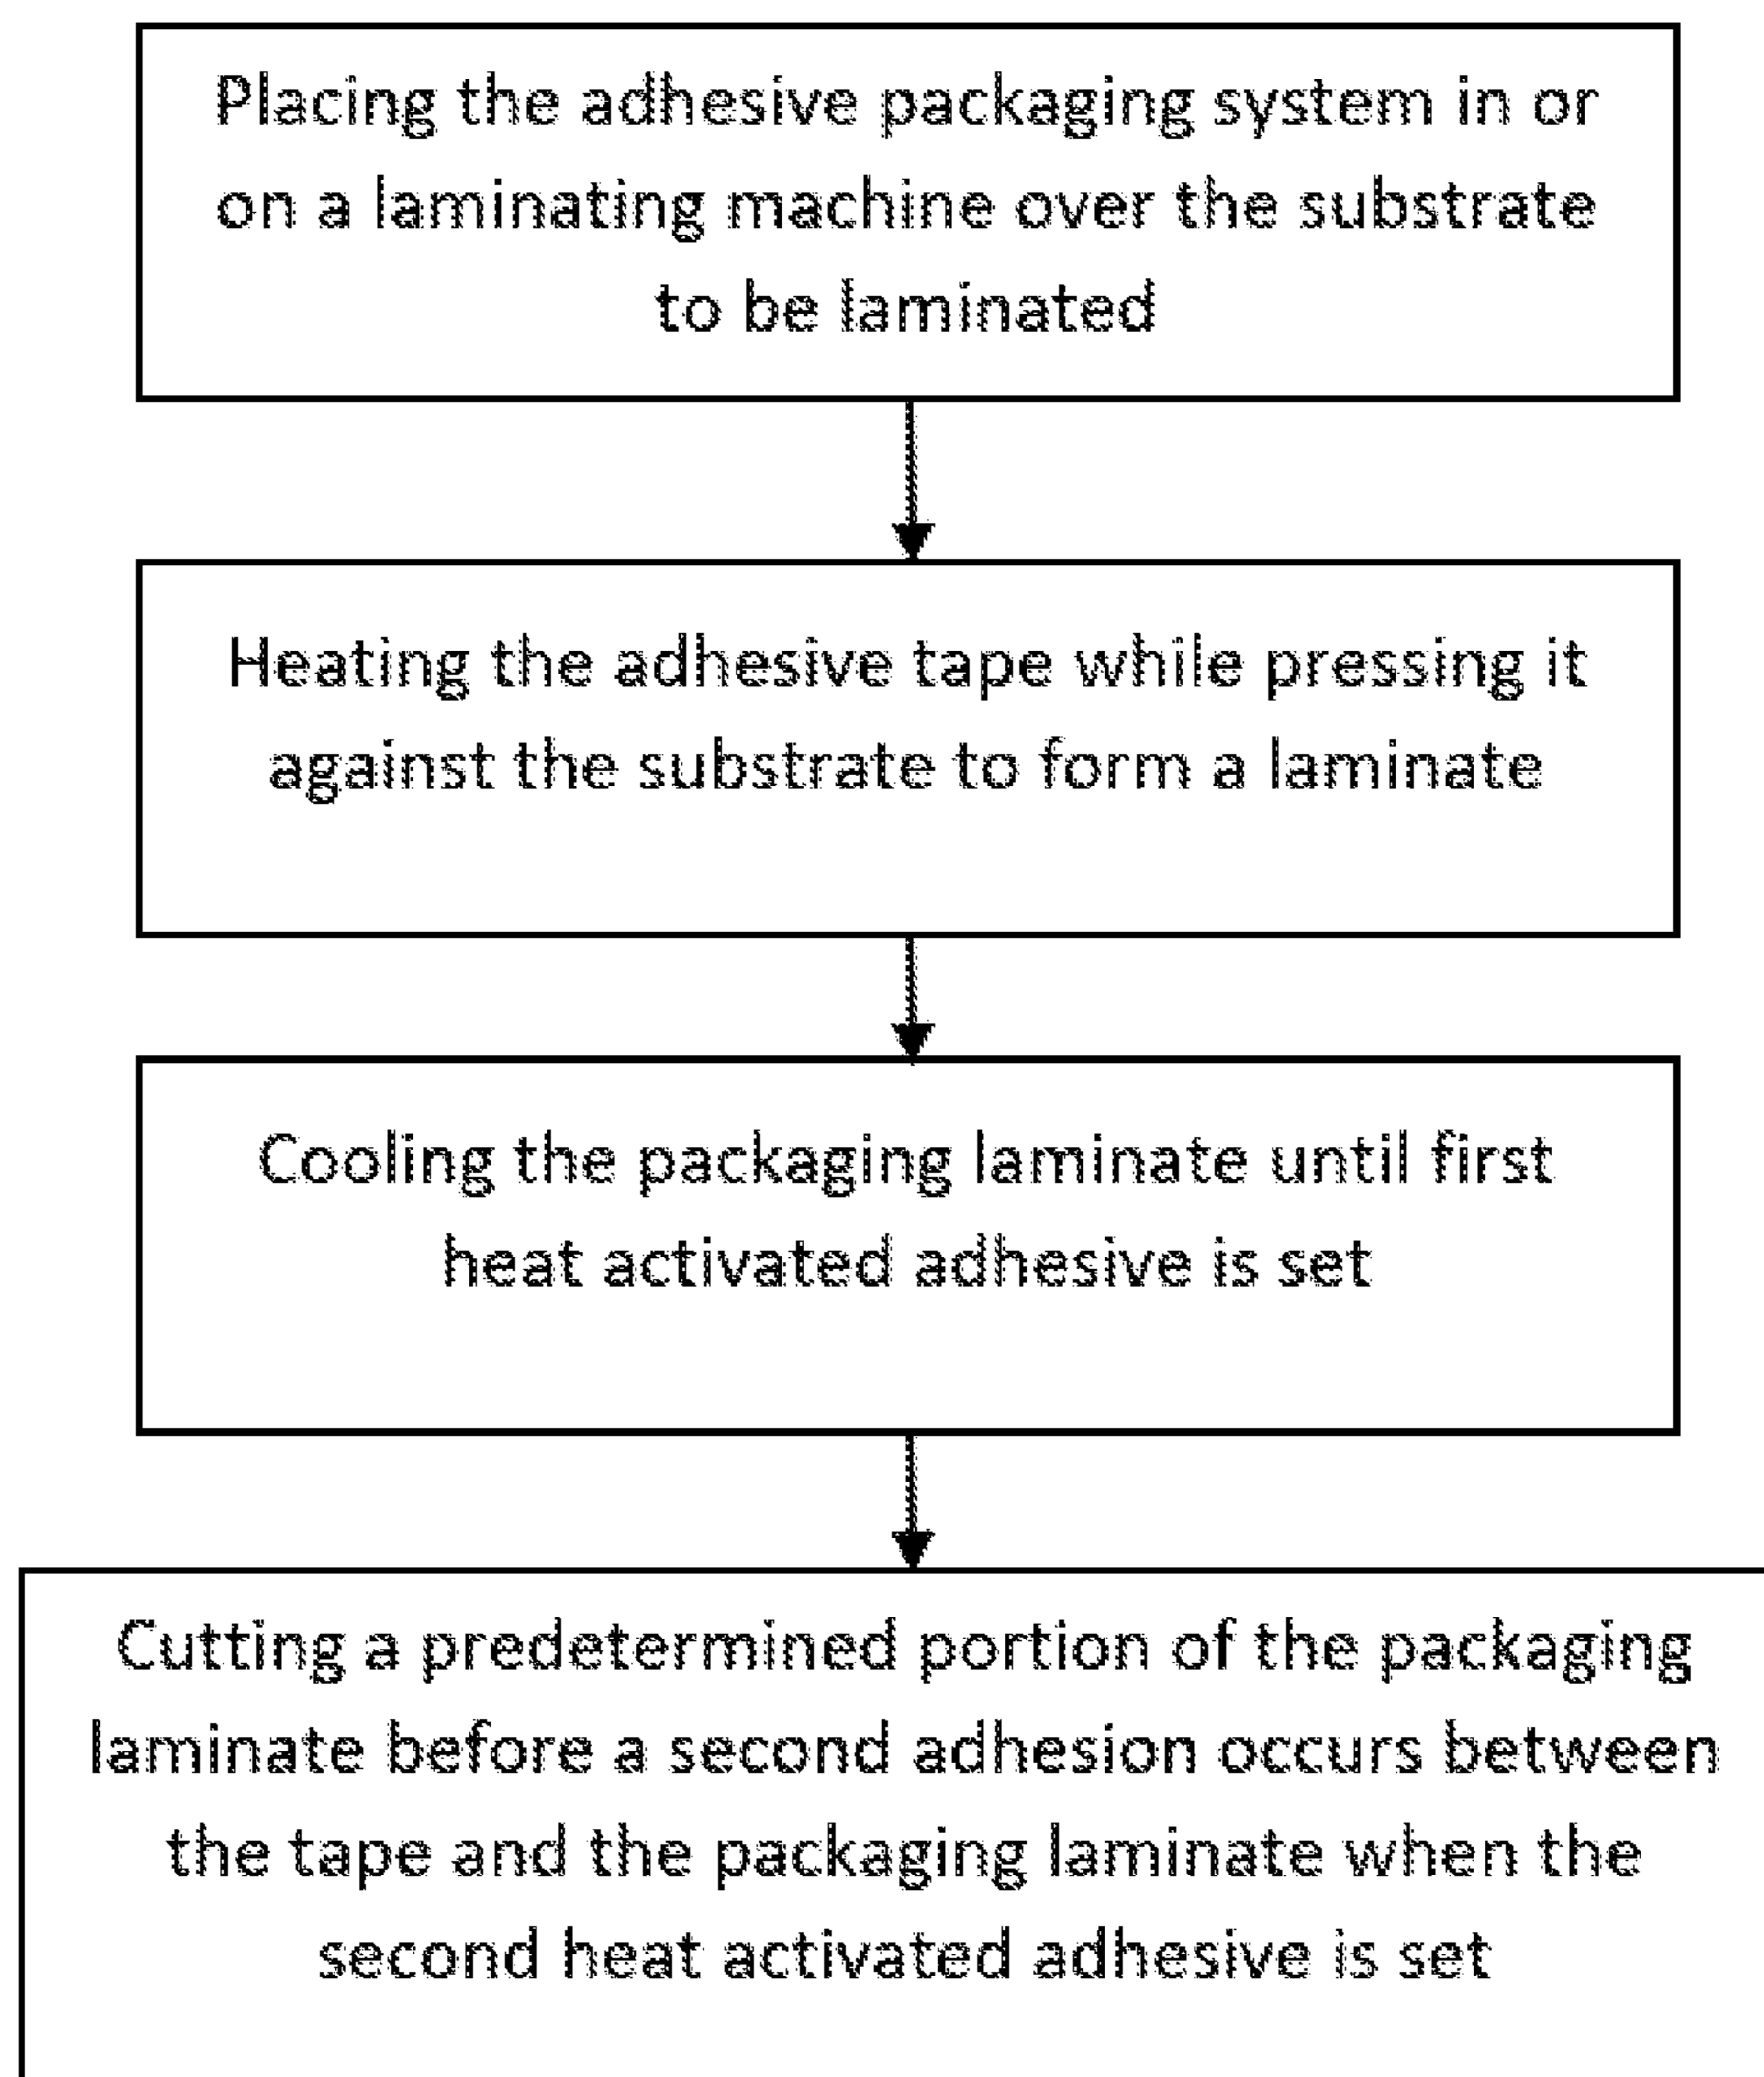 Placing the adhesive packaging system in or
on a laminating machine over the substrate
to be laminated
Heating the adhesive tape while pressing it
against the substrate to form a laminate
Cooling the packaging laminate until first
heat activated adhesive is set
Cutting a predetermined portion of the packaging
laminate before a second adhesion occurs between
the tape and the packaging laminate when the
second heat activated adhesive is set